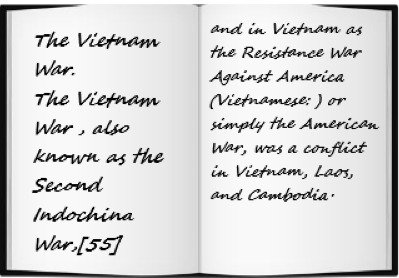 The Vietnam
War.
The Vietnam
War , also
known as the
Second
Indochina
War,[55]
and in Vietnam as
the Resistance War
Against America
(Vietnamese: ) or
simply the American
War, was a conflict
in Vietnam, Laos,
and Cambodia.